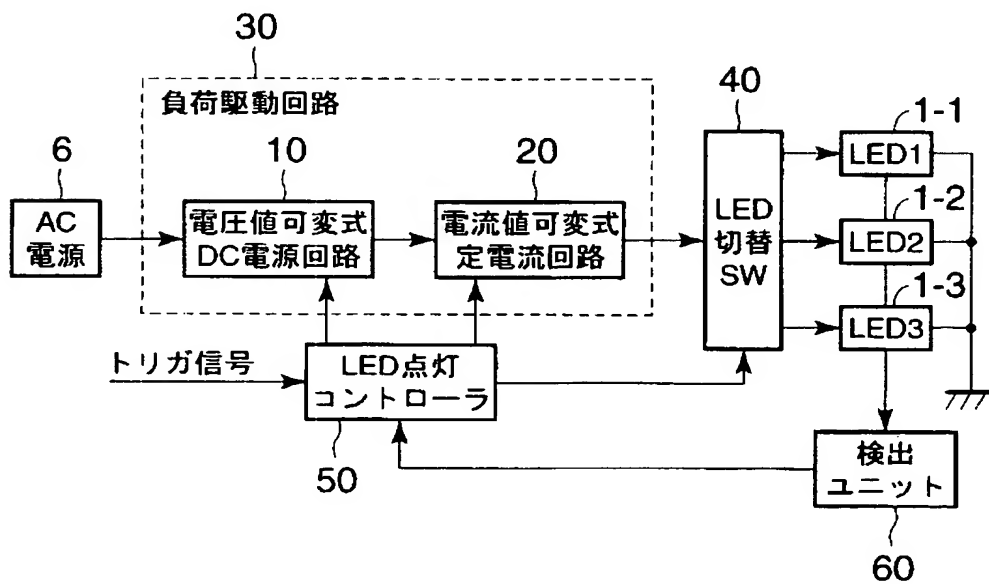 30
負荷駆動回路
40
1-1
6
10
20
LED1
AC
電源
電圧値可変式
DC電源回路
電流値可変式
定電流回路
LED
切替
SW
1-2
LED2
1-3
LED3
トリガ信号
LED点灯
コントローラ
50
検出
ユニット
60